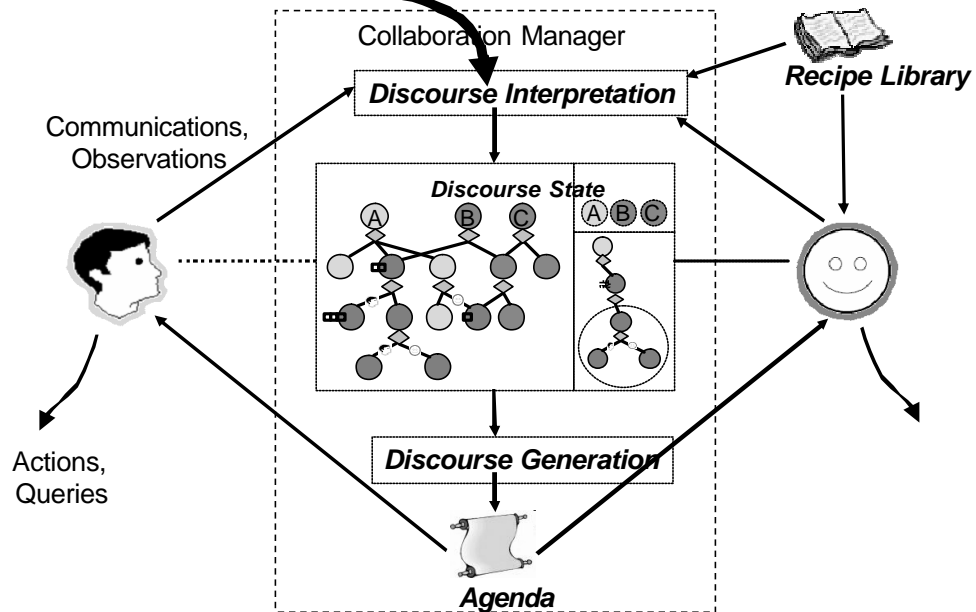 Collaboration Manager
Discourse Interpretation
Recipe Library
Communications,
Observations
Discourse State
A
B
C
A B C
Actions,
Queries
Discourse Generation
Agenda